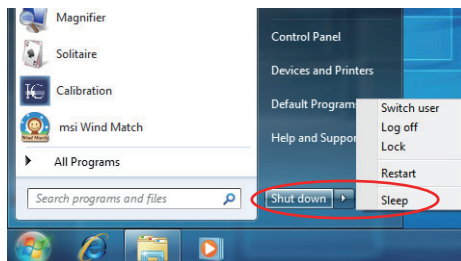 Magnifier
Solitaire
Calibration
msi Wind Match
All Programs
Search programs and files
Control Panel
Devices and Printers
Default Program
Help and Suppor
Shut down
Switch user
Log off
Lock
Restart
Sleep